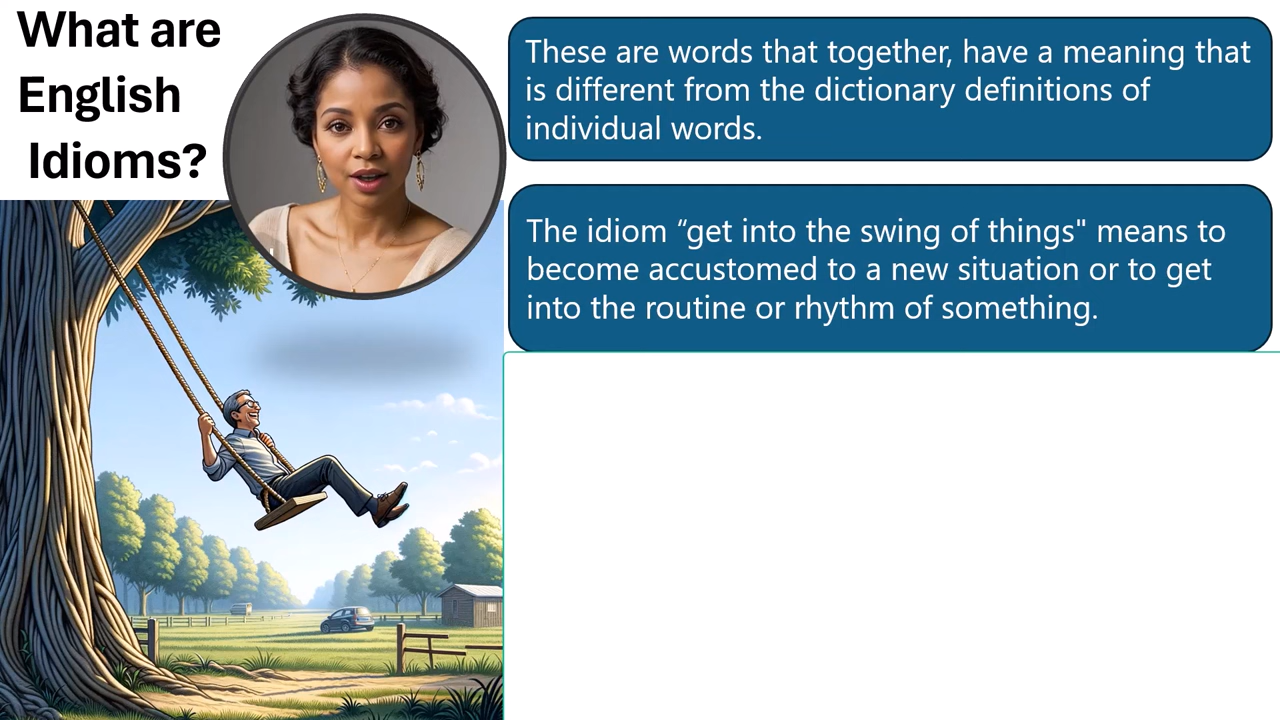 What are
English
Idioms?
These are words that together, have a meaning that
is different from the dictionary definitions of
individual words.
The idiom “get into the swing of things" means to
become accustomed to a new situation or to get
into the routine or rhythm of something.